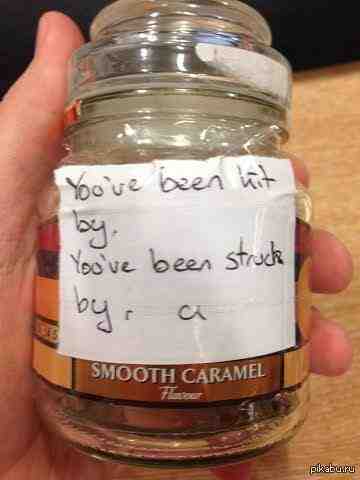 You've been hit
by.
You've been struck
by. a
SMOOTH CARAMEL
Flavour
pikabu.ru